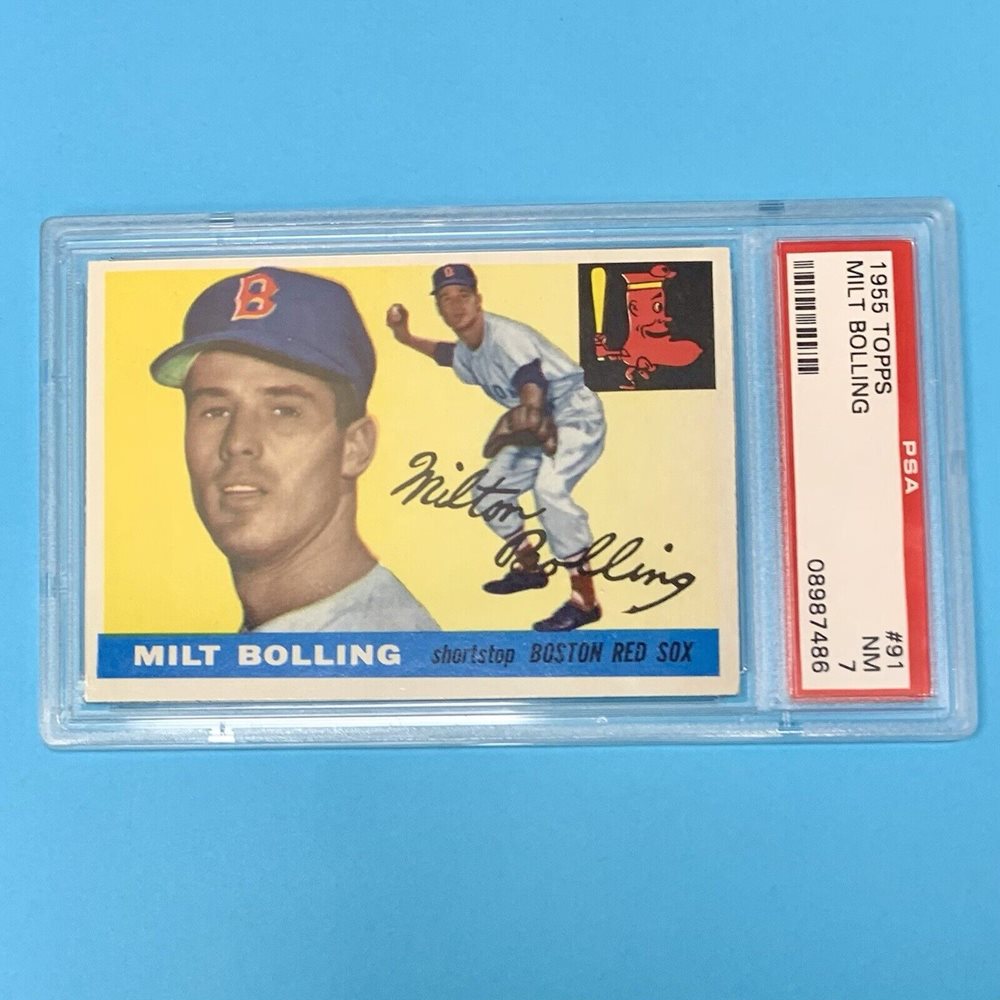 B
B
Milton
Bolling
MILT BOLLING shortstop BOSTON RED SOX
1955 TOPPS #91
MILT BOLLING NM 7
PSA
08987486